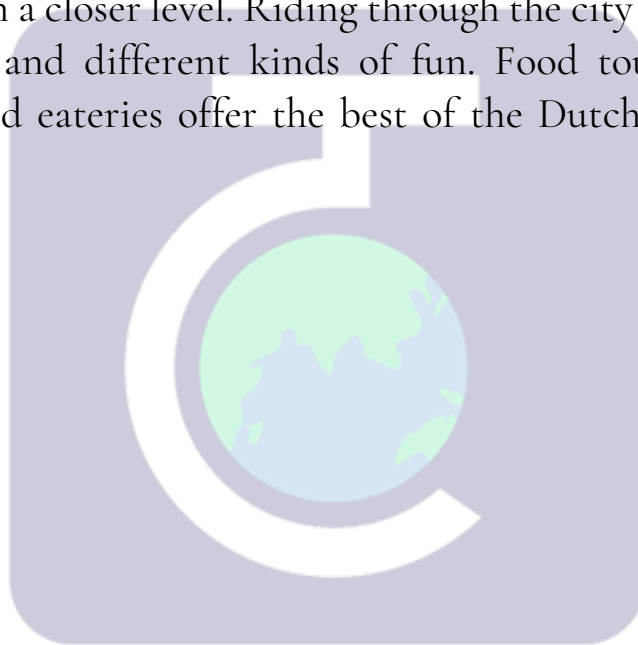 a closer level. Riding through the city
and different kinds of fun. Food
eateries offer the best of the Dutch